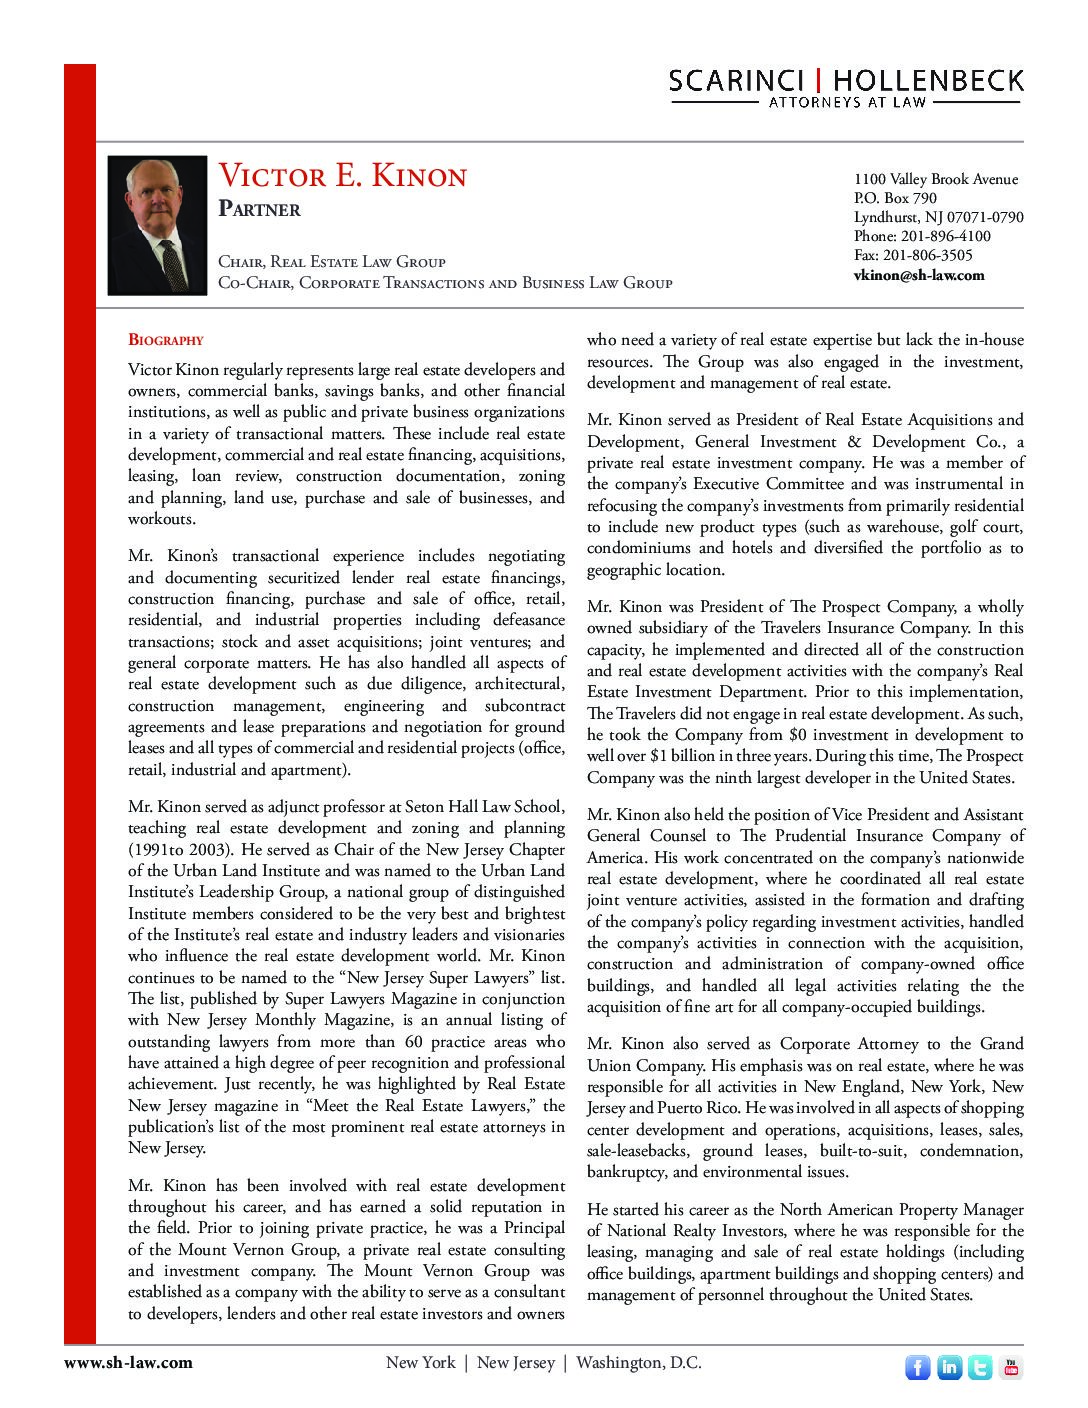 SCARINCI | HOLLENBECK
ATTORNEYS AT LAW
Victor E. Kinon
Partner
Chair, Real Estate Law Group
Co-Chair, Corporate Transactions and Business Law Group
1100 Valley Brook Avenue
P.O. Box 790
Lyndhurst, NJ 07071-0790
Phone: 201-896-4100
Fax: 201-806-3505
vkinon@sh-law.com
Biography
Victor Kinon regularly represents large real estate developers and
owners, commercial banks, savings banks, and other financial
institutions, as well as public and private business organizations
in a variety of transactional matters. These include real estate
development, commercial and real estate financing, acquisitions,
leasing, loan review, construction documentation, zoning
and planning, land use, purchase and sale of businesses, and
workouts.
Mr. Kinon's transactional experience includes negotiating
and documenting securitized lender real estate financings,
construction financing, purchase and sale of office, retail,
residential, and industrial properties including defeasance
transactions; stock and asset acquisitions; joint ventures; and
general corporate matters. He has also handled all aspects of
real estate development such as due diligence, architectural,
construction management, engineering and subcontract
agreements and lease preparations and negotiation for ground
leases and all types of commercial and residential projects (office,
retail, industrial and apartment).
Mr. Kinon served as adjunct professor at Seton Hall Law School,
teaching real estate development and zoning and planning
(1991to 2003). He served as Chair of the New Jersey Chapter
of the Urban Land Institute and was named to the Urban Land
Institute's Leadership Group, a national group of distinguished
Institute members considered to be the very best and brightest
of the Institute's real estate and industry leaders and visionaries
who influence the real estate development world. Mr. Kinon
continues to be named to the “New Jersey Super Lawyers” list.
The list, published by Super Lawyers Magazine in conjunction
with New Jersey Monthly Magazine, is an annual listing of
outstanding lawyers from more than 60 practice areas who
have attained a high degree of peer recognition and professional
achievement. Just recently, he was highlighted by Real Estate
New Jersey magazine in “Meet the Real Estate Lawyers,” the
publication's list of the most prominent real estate attorneys in
New Jersey.
Mr. Kinon has been involved with real estate development
throughout his career, and has earned a solid reputation in
the field. Prior to joining private practice, he was a Principal
of the Mount Vernon Group, a private real estate consulting
and investment company. The Mount Vernon Group was
established as a company with the ability to serve as a consultant
to developers, lenders and other real estate investors and owners
who need a variety of real estate expertise but lack the in-house
resources. The Group was also engaged in the investment,
development and management of real estate.
Mr. Kinon served as President of Real Estate Acquisitions and
Development, General Investment & Development Co., a
private real estate investment company. He was a member of
the company's Executive Committee and was instrumental in
refocusing the company's investments from primarily residential
to include new product types (such as warehouse, golf court,
condominiums and hotels and diversified the portfolio as to
geographic location.
Mr. Kinon was President of The Prospect Company, a wholly
owned subsidiary of the Travelers Insurance Company. In this
capacity, he implemented and directed all of the construction
and real estate development activities with the company's Real
Estate Investment Department. Prior to this implementation,
The Travelers did not engage in real estate development. As such,
he took the Company from $0 investment in development to
well over $1 billion in three years. During this time, The Prospect
Company was the ninth largest developer in the United States.
Mr. Kinon also held the position of Vice President and Assistant
General Counsel to The Prudential Insurance Company of
America. His work concentrated on the company's nationwide
real estate development, where he coordinated all real estate
joint venture activities, assisted in the formation and drafting
of the company's policy regarding investment activities, handled
the company's activities in connection with the acquisition,
construction and administration of company-owned office
buildings, and handled all legal activities relating the the
acquisition of fine art for all company-occupied buildings.
Mr. Kinon also served as Corporate Attorney to the Grand
Union Company. His emphasis was on real estate, where he was
responsible for all activities in New England, New York, New
Jersey and Puerto Rico. He was involved in all aspects of shopping
center development and operations, acquisitions, leases, sales,
sale-leasebacks, ground leases, built-to-suit, condemnation,
bankruptcy, and environmental issues.
He started his career as the North American Property Manager
of National Realty Investors, where he was responsible for the
leasing, managing and sale of real estate holdings (including
office buildings, apartment buildings and shopping centers) and
management of personnel throughout the United States.
www.sh-law.com
New York | New Jersey | Washington, D.C.
f
in
t
You Tube